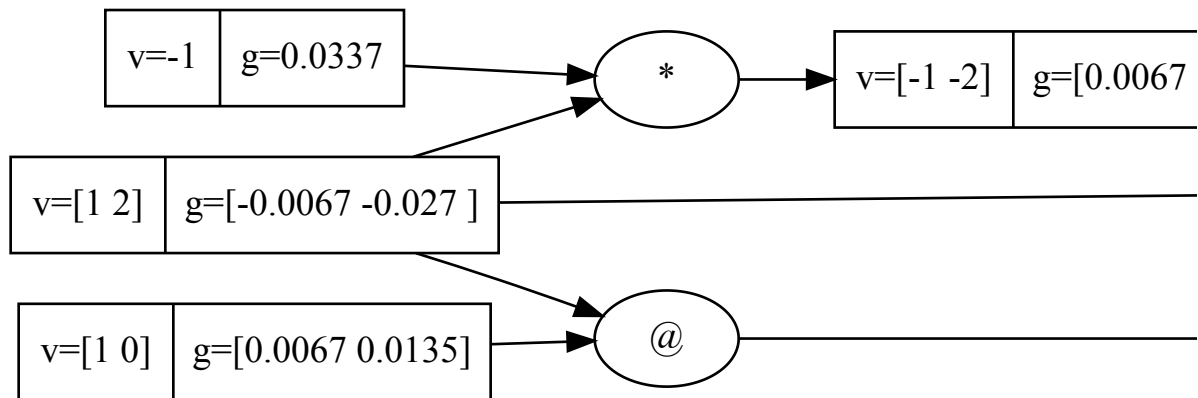 v=-1 g=0.0337
*
v=[-1 -2] g=[0.0067
v=[1 2] g=[-0.0067 -0.027 ]
v=[1 0] g=[0.0067 0.0135]
@